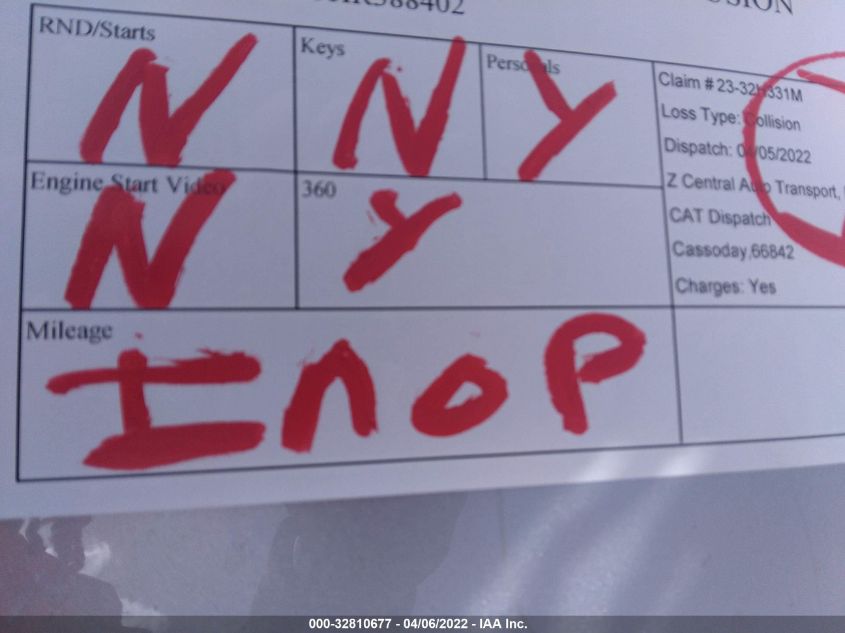 RND/Starts
N
Keys
N
Personals
Y
Claim # 23-32H331M
Loss Type: Collision
Dispatch: 04/05/2022
Z Central Auto Transport,
CAT Dispatch
Cassoday,66842
Charges: Yes
Engine Start Video
N
360
Y
Mileage
Inop
000-32810677 - 04/06/2022 - IAA Inc.